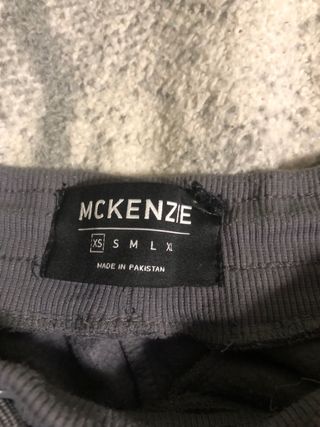 MCKENZIE
XS S M L XL
MADE IN PAKISTAN